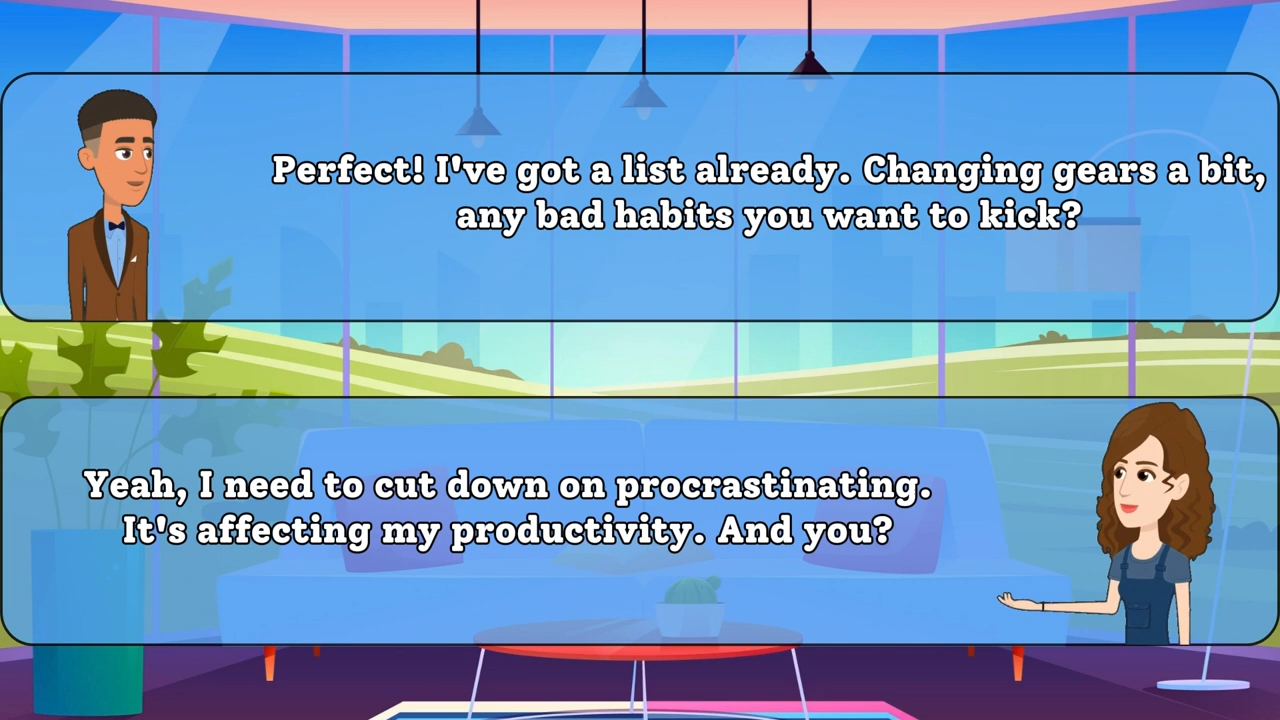 Perfect! I've got a list already. Changing gears a bit,
any bad habits you want to kick?
Yeah, I need to cut down on procrastinating.
It's affecting my productivity. And you?